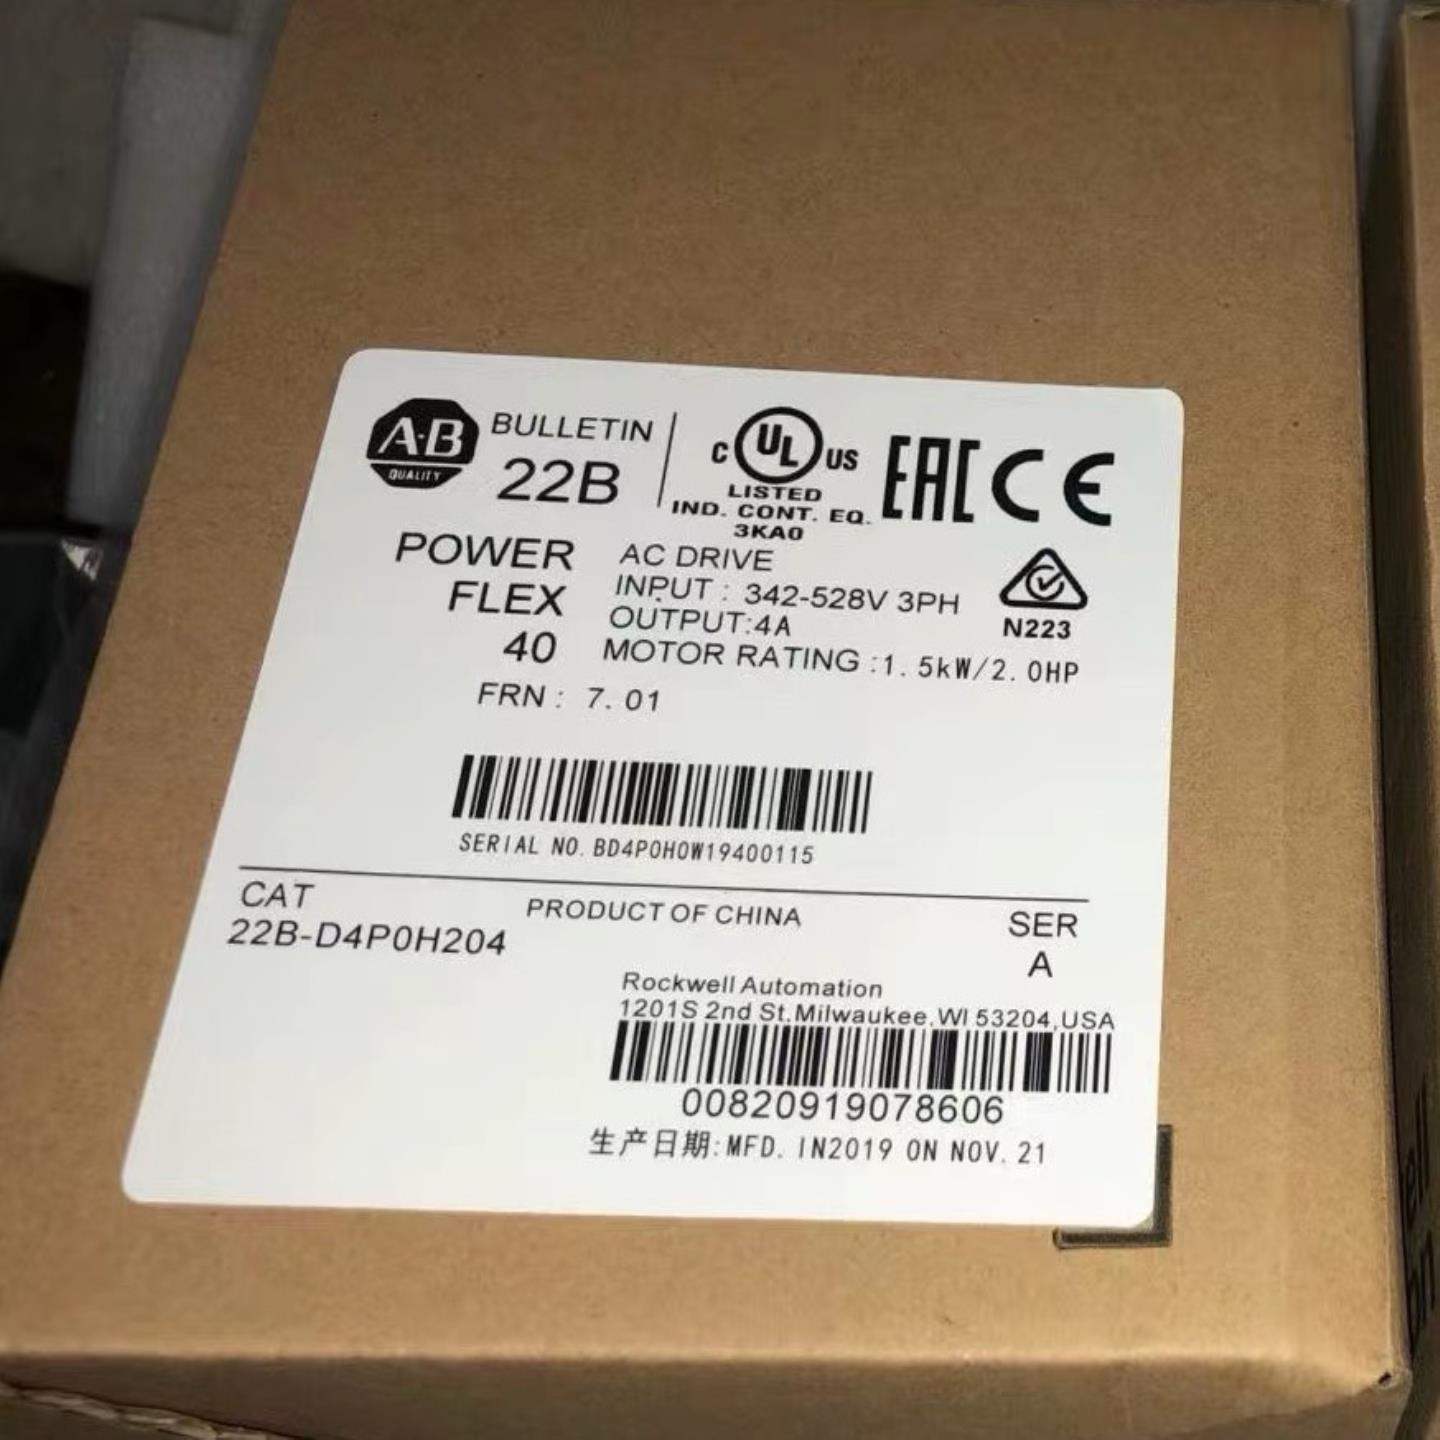 A-B
QUALITY
BULLETIN
22B
C UL US
LISTED
IND. CONT. EQ.
3KA0
EAC CE
POWER
FLEX
40
FRN : 7.01
AC DRIVE
INPUT : 342-528V 3PH
OUTPUT:4A
MOTOR RATING :1.5kW/2.0HP
N223
SERIAL NO. BD4P0H0W19400115
CAT
22B-D4P0H204
PRODUCT OF CHINA
SER
A
Rockwell Automation
1201S 2nd St.Milwaukee.WI 53204,USA
00820919078606
生产日期:MFD. IN2019 ON NOV. 21